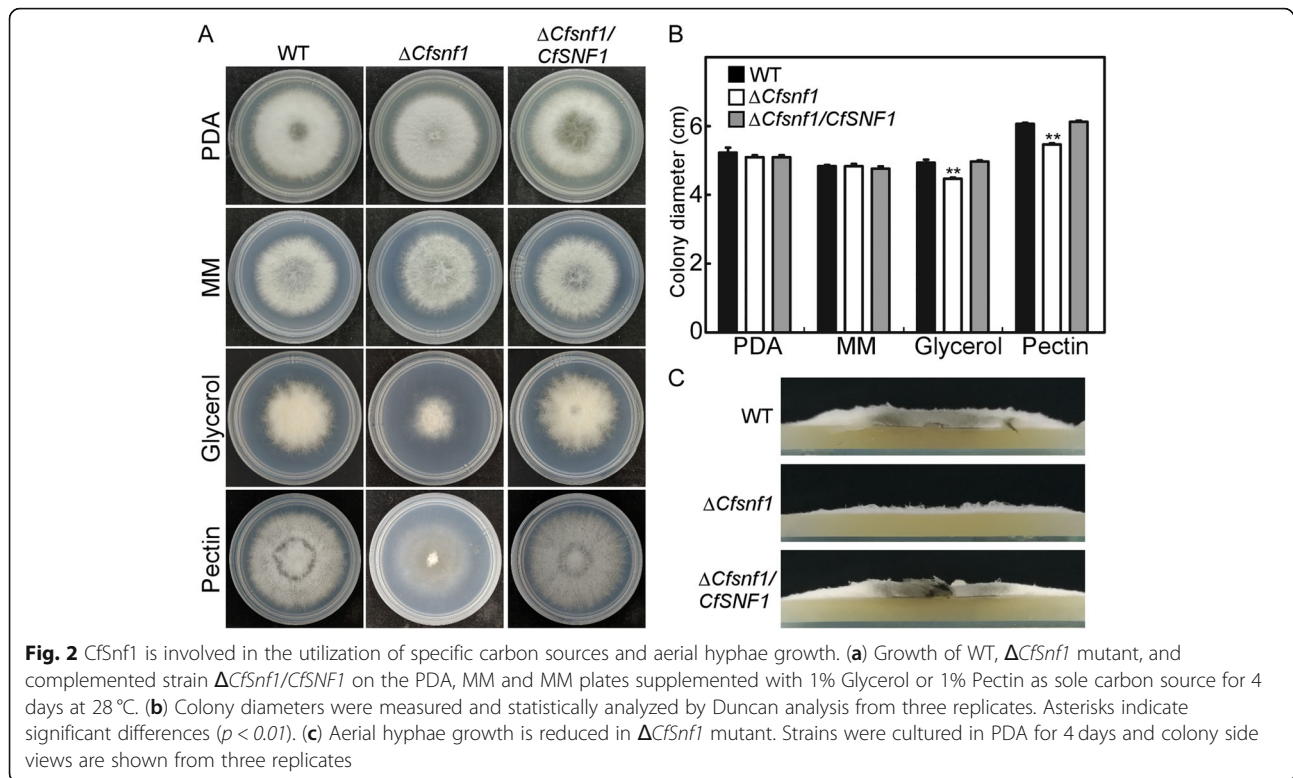 A
WT
ΔCfsnf1
ΔCfsnf1/
CfSNF1
PDA
MM
Glycerol
Pectin
B
WT
ΔCfsnf1
ΔCfsnf1/CfSNF1
Colony diameter (cm)
6
4
2
0
**
**
PDA MM Glycerol Pectin
C
WT
ΔCfsnf1
ΔCfsnf1/
CfSNF1
Fig. 2 CfSnf1 is involved in the utilization of specific carbon sources and aerial hyphae growth. (a) Growth of WT, ΔCfSnf1 mutant, and
complemented strain ΔCfSnf1/CfSNF1 on the PDA, MM and MM plates supplemented with 1% Glycerol or 1% Pectin as sole carbon source for 4
days at 28 °C. (b) Colony diameters were measured and statistically analyzed by Duncan analysis from three replicates. Asterisks indicate
significant differences (p < 0.01). (c) Aerial hyphae growth is reduced in ΔCfSnf1 mutant. Strains were cultured in PDA for 4 days and colony side
views are shown from three replicates